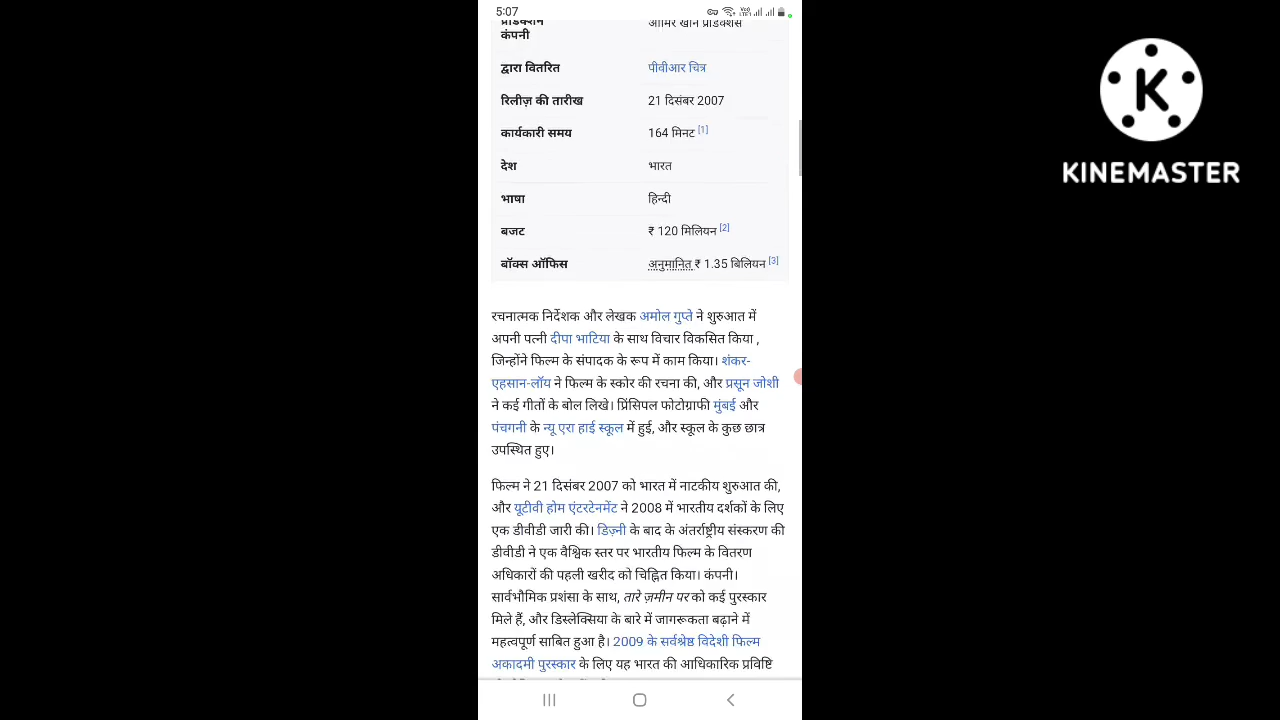 5:07
प्रोडक्शन
कंपनी
आमिर खान प्रोडक्शंस
द्वारा वितरित
पीवीआर चित्र
रिलीज़ की तारीख
21 दिसंबर 2007
कार्यकारी समय
164 मिनट [1]
देश
भारत
भाषा
हिन्दी
बजट
₹ 120 मिलियन [2]
बॉक्स ऑफिस
अनुमानित ₹ 1.35 बिलियन [3]
रचनात्मक निर्देशक और लेखक अमोल गुप्ते ने शुरुआत में
अपनी पत्नी दीपा भाटिया के साथ विचार विकसित किया ,
जिन्होंने फिल्म के संपादक के रूप में काम किया। शंकर-
एहसान-लॉय ने फिल्म के स्कोर की रचना की, और प्रसून जोशी
ने कई गीतों के बोल लिखे। प्रिंसिपल फोटोग्राफी मुंबई और
पंचगनी के न्यू एरा हाई स्कूल में हुई, और स्कूल के कुछ छात्र
उपस्थित हुए।
फिल्म ने 21 दिसंबर 2007 को भारत में नाटकीय शुरुआत की,
और यूटीवी होम एंटरटेनमेंट ने 2008 में भारतीय दर्शकों के लिए
एक डीवीडी जारी की। डिज़्नी के बाद के अंतर्राष्ट्रीय संस्करण की
डीवीडी ने एक वैश्विक स्तर पर भारतीय फिल्म के वितरण
अधिकारों की पहली खरीद को चिह्नित किया। कंपनी।
सार्वभौमिक प्रशंसा के साथ, तारे ज़मीन पर को कई पुरस्कार
मिले हैं, और डिस्लेक्सिया के बारे में जागरूकता बढ़ाने में
महत्वपूर्ण साबित हुआ है। 2009 के सर्वश्रेष्ठ विदेशी फिल्म
अकादमी पुरस्कार के लिए यह भारत की आधिकारिक प्रविष्टि
K
KINEMASTER